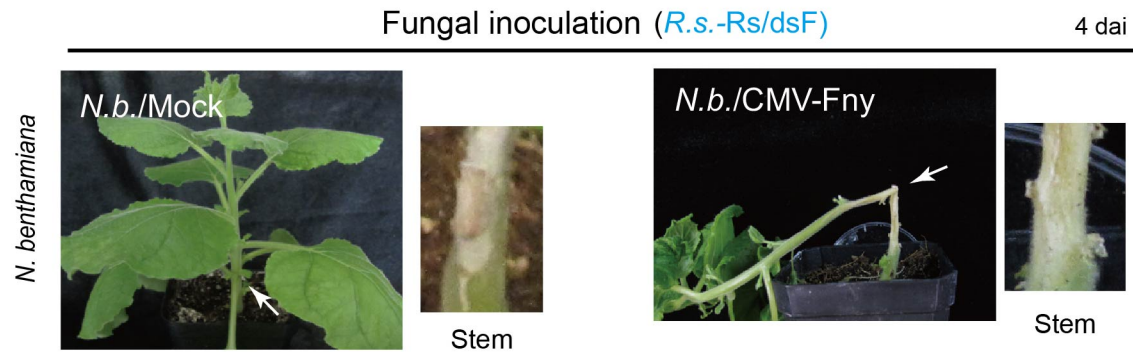 Fungal inoculation (R.s.-Rs/dsF)
4 dai
N. benthamiana
N.b./Mock
Stem
N.b./CMV-Fny
Stem